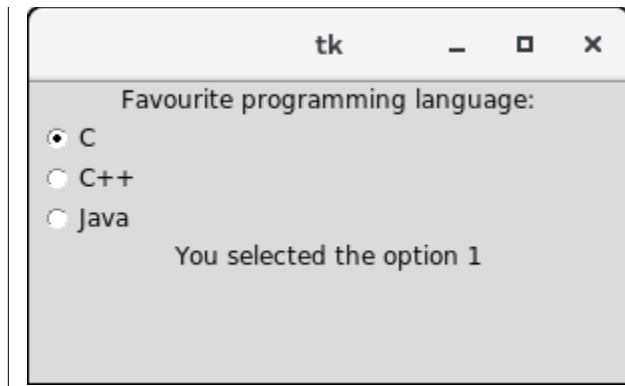 tk
Favourite programming language:
C
C++
Java
You selected the option 1